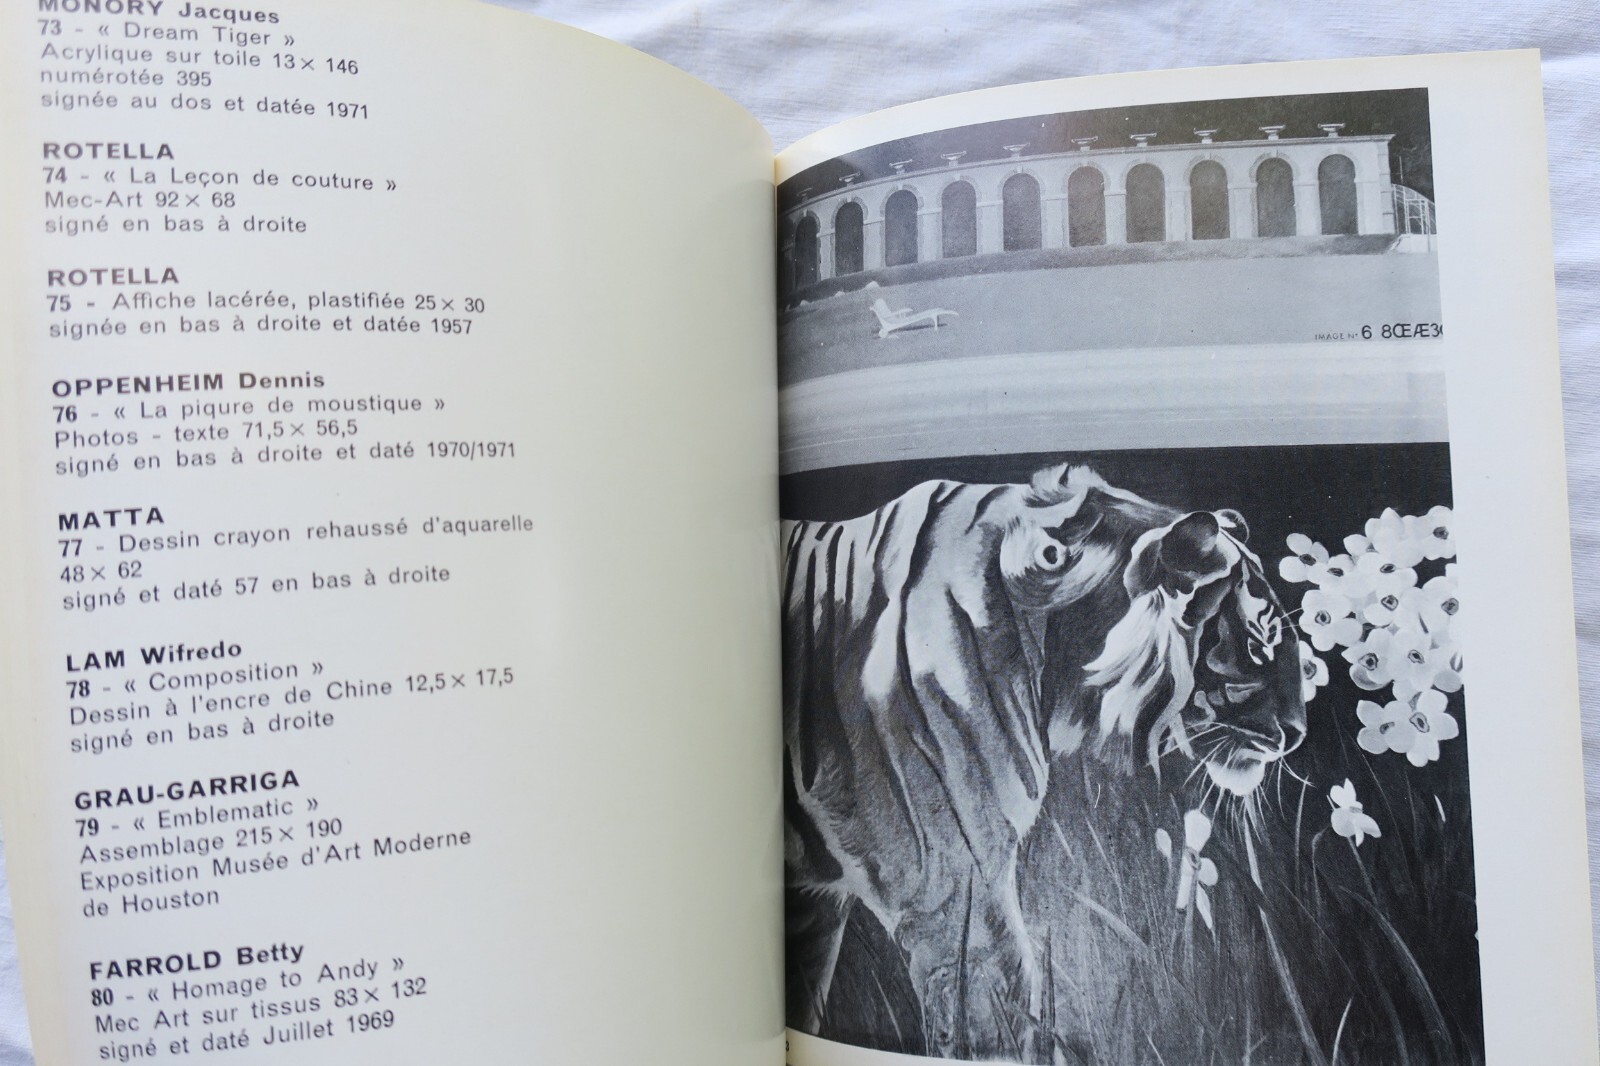 MONORY Jacques
73 - « Dream Tiger »
Acrylique sur toile 13 × 146
numérotée 395
signée au dos et datée 1971
ROTELLA
74 - « La Leçon de couture »
Mec-Art 92 × 68
signé en bas à droite
ROTELLA
75 - Affiche lacérée, plastifiée 25 × 30
signée en bas à droite et datée 1957
OPPENHEIM Dennis
76 - « La piqure de moustique »
Photos - texte 71,5 × 56,5
signé en bas à droite et daté 1970/1971
MATTA
77 - Dessin crayon rehaussé d'aquarelle
48 × 62
signé et daté 57 en bas à droite
LAM Wifredo
78 - « Composition »
Dessin à l'encre de Chine 12,5 × 17,5
signé en bas à droite
GRAU-GARRIGA
79 - « Emblematic »
Assemblage 215 × 190
Exposition Musée d'Art Moderne
de Houston
FARROLD Betty
80 - « Homage to Andy »
Mec Art sur tissus 83 × 132
signé et daté Juillet 1969
IMAGE N° 6 8ŒÆ3